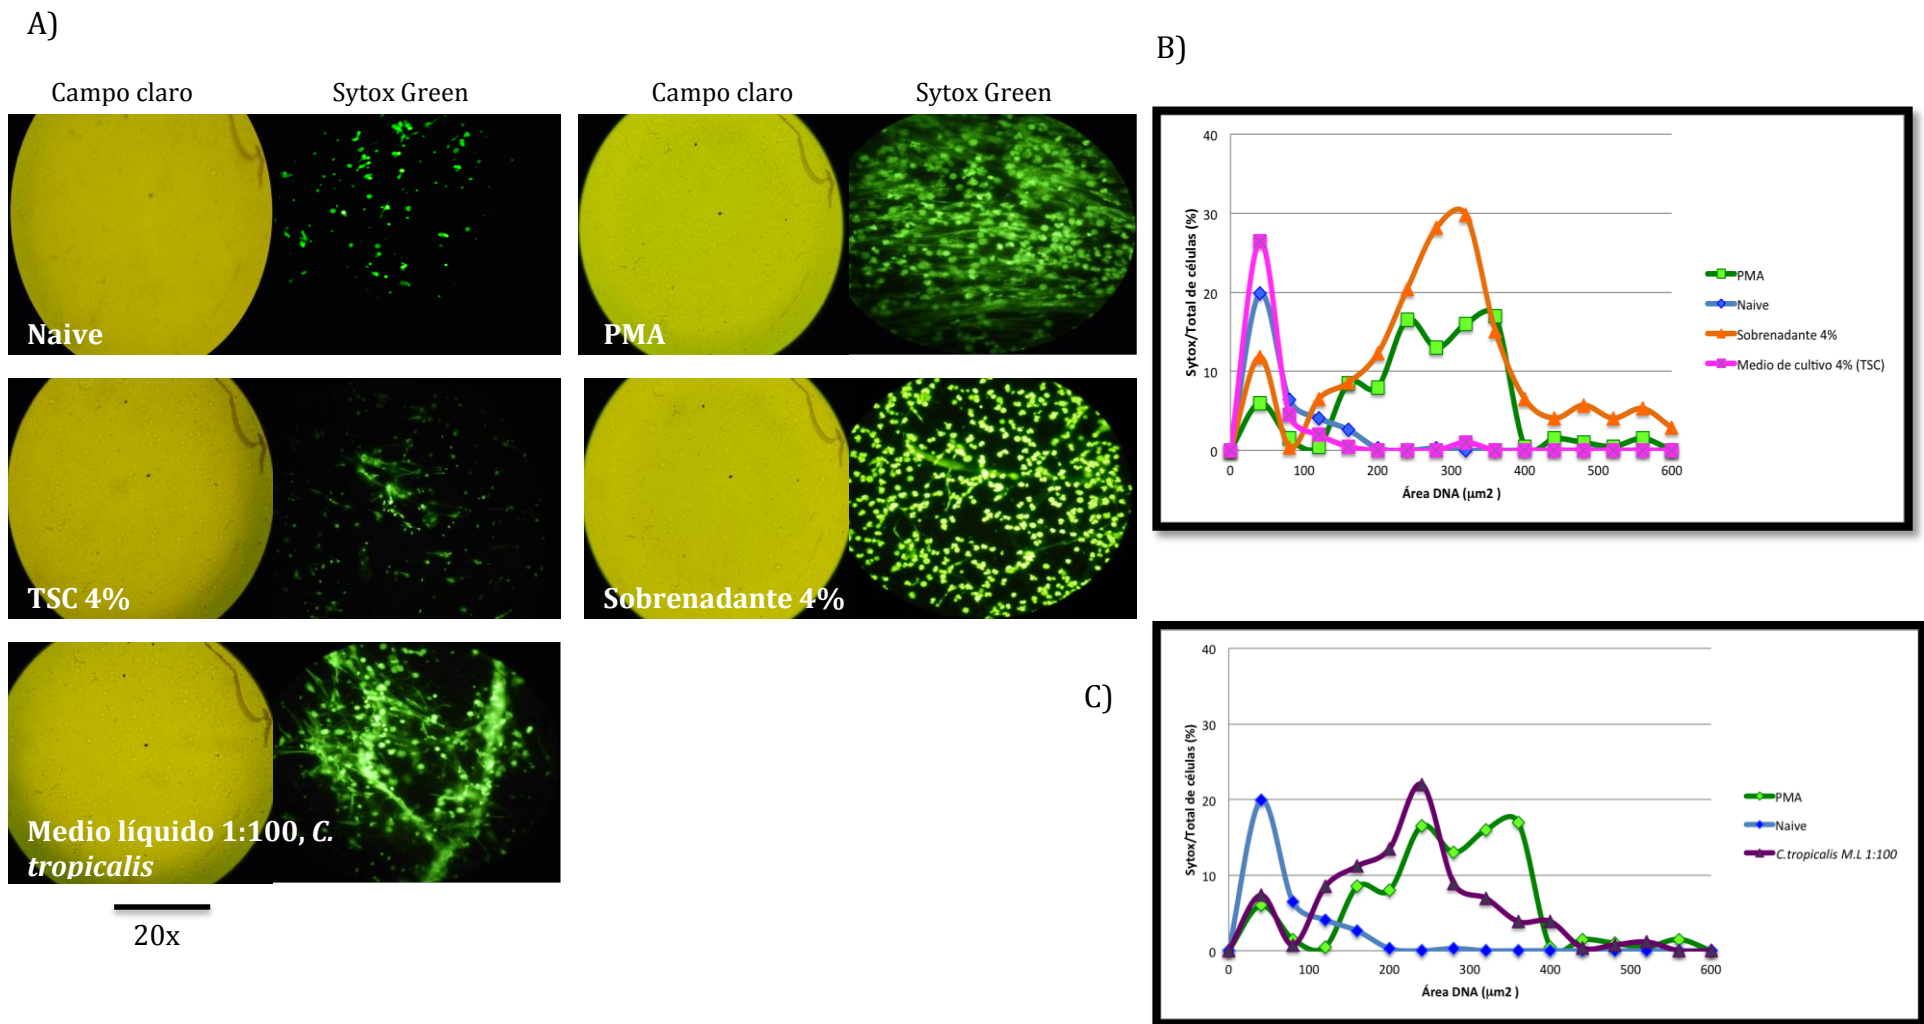 A)
Campo claro
Sytox Green
Campo claro
Sytox Green
Naive
PMA
TSC 4%
Sobrenadante 4%
Medio líquido 1:100, C.
tropicalis
20x
B)
40
30
20
10
0
0 100 200 300 400 500 600
Sytox/Total de células (%)
Área DNA (µm2 )
PMA
Naive
Sobrenadante 4%
Medio de cultivo 4% (TSC)
C)
40
30
20
10
0
0 100 200 300 400 500 600
Sytox/Total de células (%)
Área DNA (µm2 )
PMA
Naive
C.tropicalis M.L 1:100